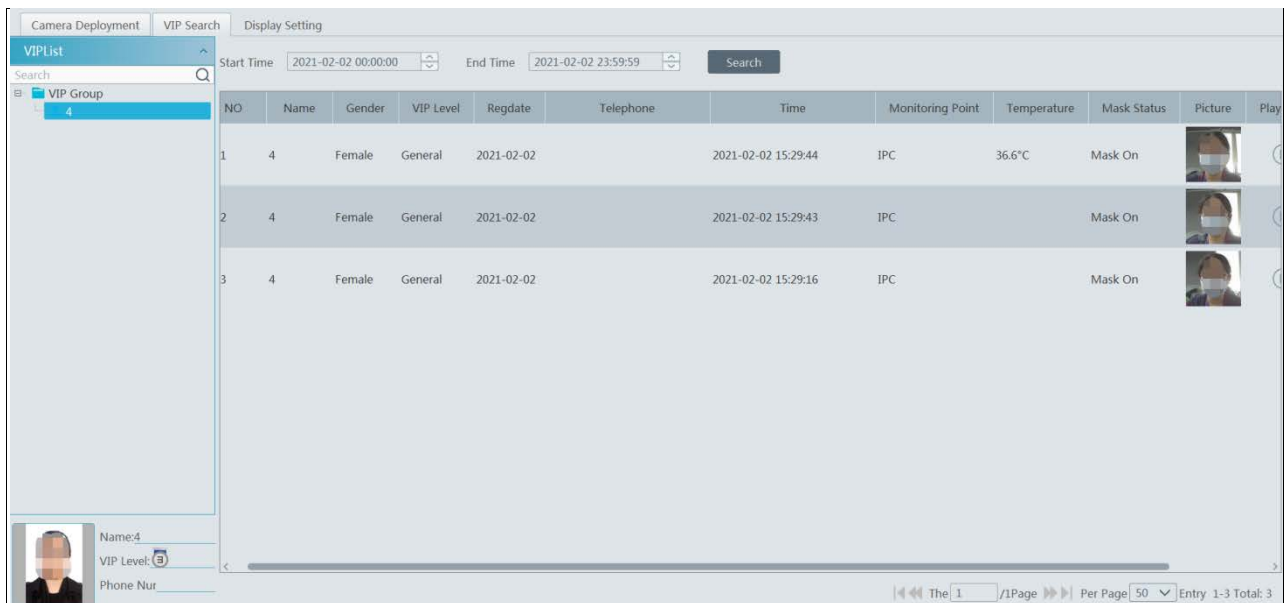 Camera Deployment VIP Search Display Setting
VIPList
Start Time 2021-02-02 00:00:00 End Time 2021-02-02 23:59:59 Search
Search
VIP Group
4
NO Name Gender VIP Level Regdate Telephone Time Monitoring Point Temperature Mask Status Picture Play
1 4 Female General 2021-02-02 2021-02-02 15:29:44 IPC 36.6°C Mask On
2 4 Female General 2021-02-02 2021-02-02 15:29:43 IPC Mask On
3 4 Female General 2021-02-02 2021-02-02 15:29:16 IPC Mask On
Name:4
VIP Level: 3
Phone Nur
The 1 /1Page Per Page 50 Entry 1-3 Total: 3